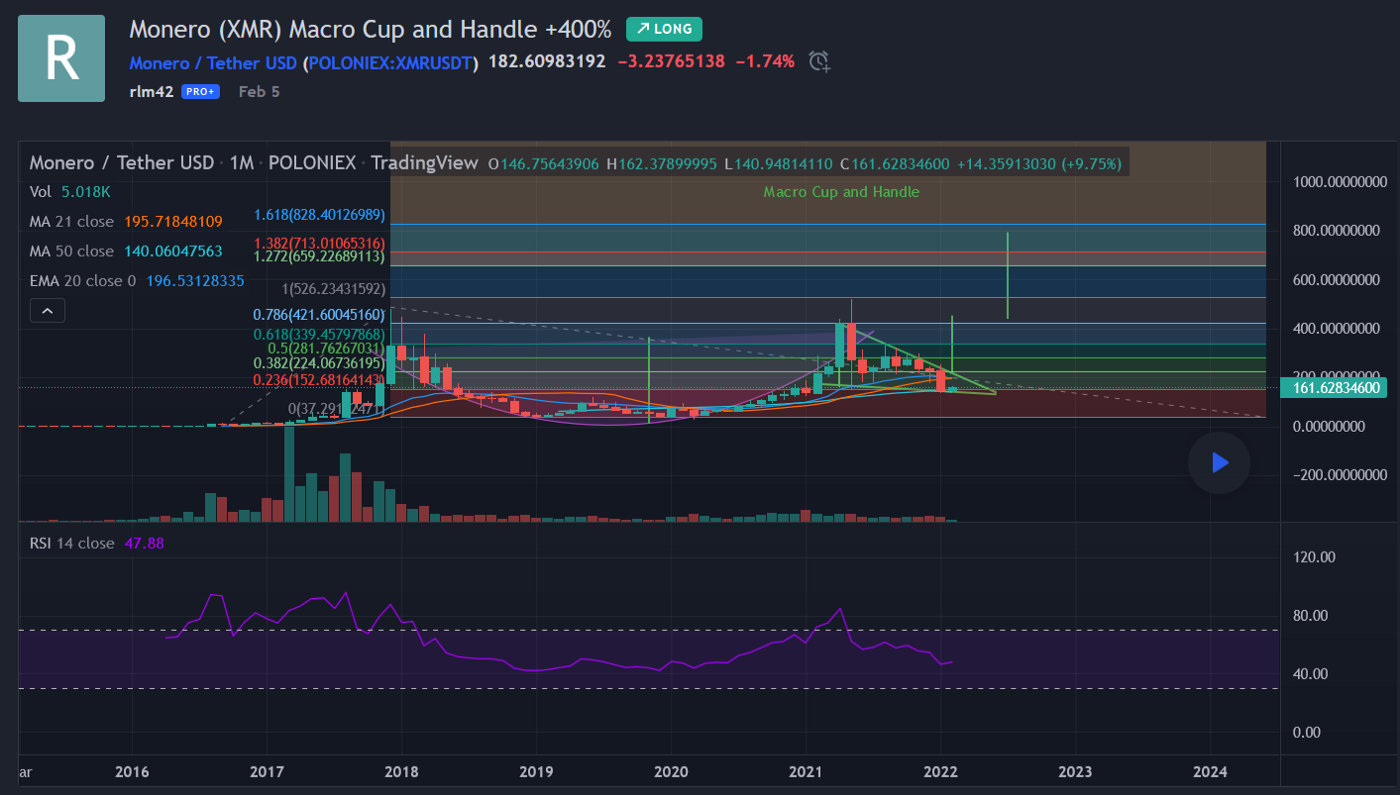 R
Monero (XMR) Macro Cup and Handle +400% LONG
Monero / Tether USD (POLONIEX:XMRUSDT) 182.60983192 −3.23765138 −1.74%
rlm42 PRO+ Feb 5
Monero / Tether USD · 1M · POLONIEX · TradingView O146.75643906 H162.37899995 L140.94814110 C161.62834600 +14.35913030 (+9.75%)
1000.00000000
Vol 5.018K
Macro Cup and Handle
1.618(828.40126989)
MA 21 close 195.71848109
800.00000000
1.382(713.01065316)
MA 50 close 140.06047563
1.272(659.22689113)
EMA 20 close 0 196.53128335
600.00000000
1(526.23431592)
0.786(421.60045160)
400.00000000
0.618(339.45797868)
0.5(281.76267031)
0.382(224.06736195)
200.00000000
0.236(152.68164143)
161.62834600
0.00000000
−200.00000000
RSI 14 close 47.88
120.00
80.00
40.00
0.00
ar 2016 2017 2018 2019 2020 2021 2022 2023 2024